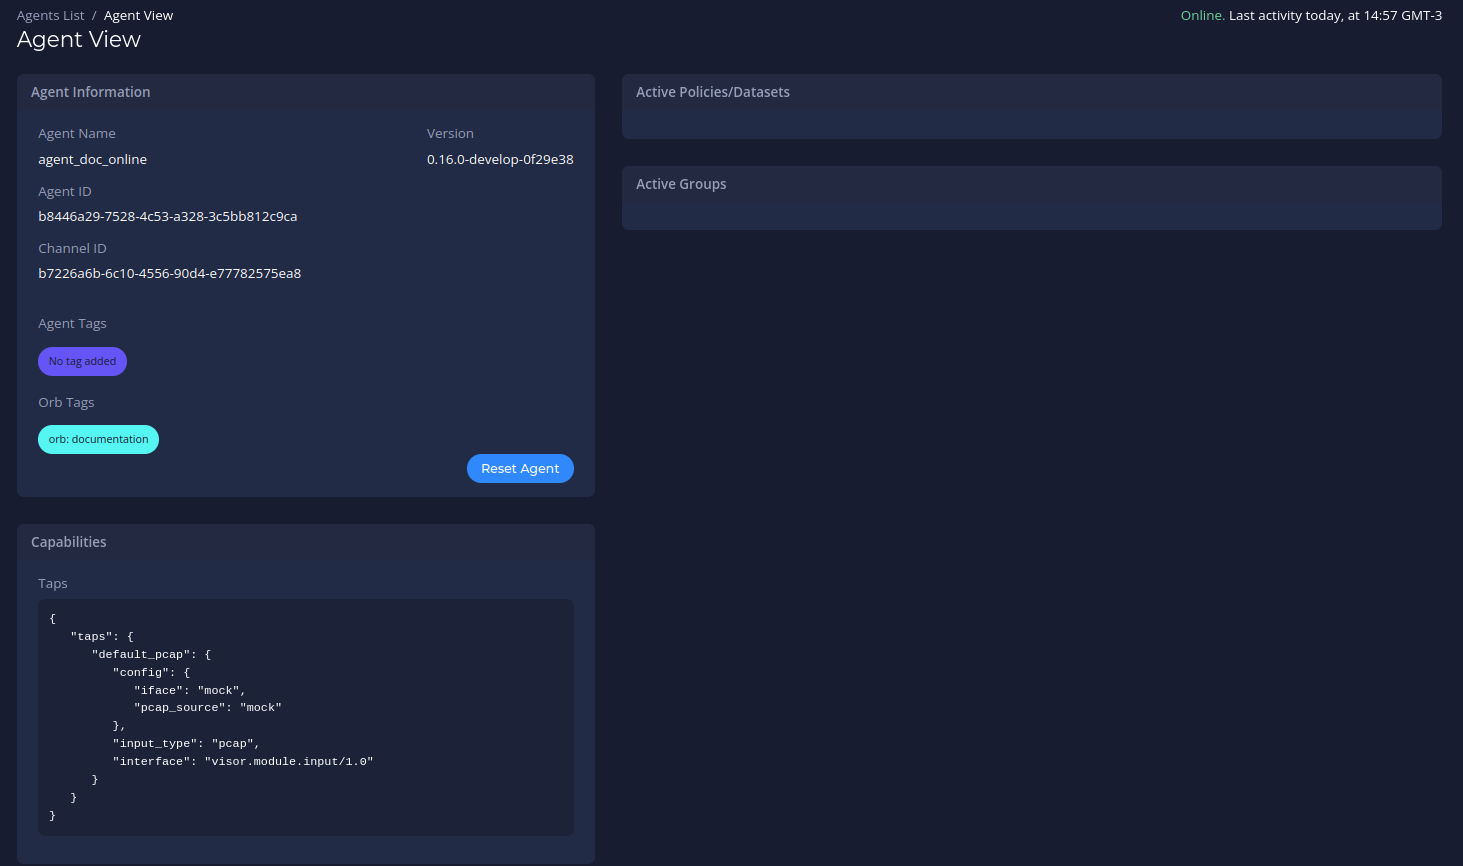 Agents List / Agent View
Online. Last activity today, at 14:57 GMT-3
Agent View
Agent Information
Agent Name
Version
agent_doc_online
0.16.0-develop-0f29e38
Agent ID
b8446a29-7528-4c53-a328-3c5bb812c9ca
Channel ID
b7226a6b-6c10-4556-90d4-e77782575ea8
Agent Tags
No tag added
Orb Tags
orb: documentation
Reset Agent
Capabilities
Taps
{
   "taps": {
      "default_pcap": {
         "config": {
            "iface": "mock",
            "pcap_source": "mock"
         },
         "input_type": "pcap",
         "interface": "visor.module.input/1.0"
      }
   }
}
Active Policies/Datasets
Active Groups